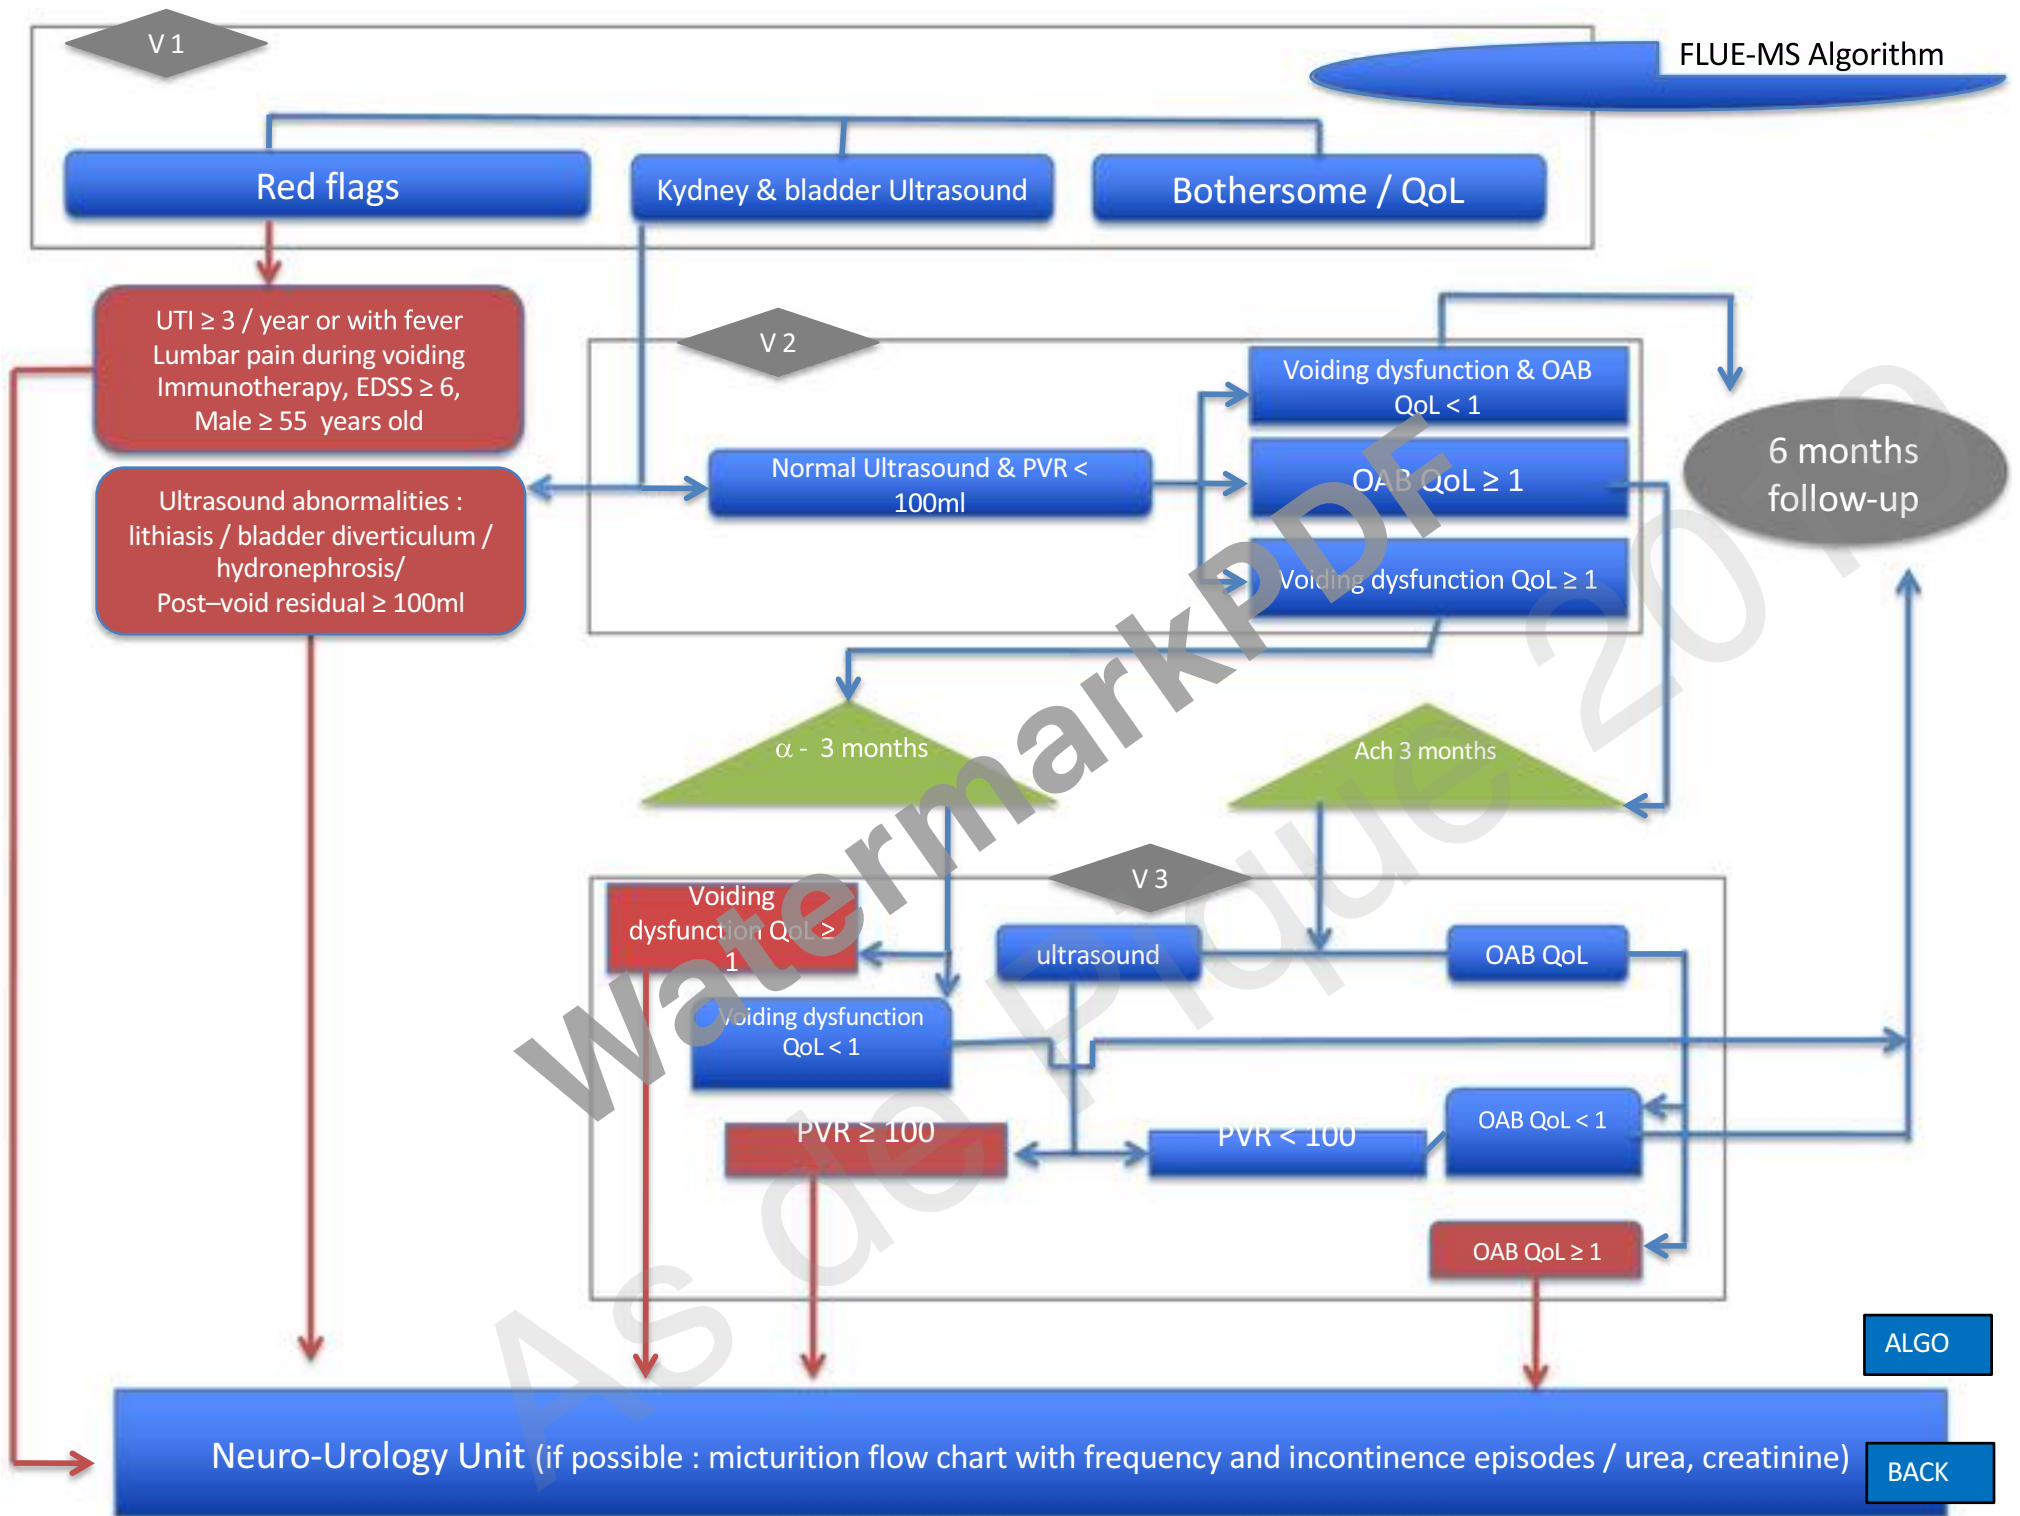 V 1
FLUE-MS Algorithm
Red flags
Kydney & bladder Ultrasound
Bothersome / QoL
UTI ≥ 3 / year or with fever
Lumbar pain during voiding
Immunotherapy, EDSS ≥ 6,
Male ≥ 55 years old
V 2
Voiding dysfunction & OAB
QoL < 1
6 months
follow-up
Normal Ultrasound & PVR <
100ml
OAB QoL ≥ 1
Ultrasound abnormalities :
lithiasis / bladder diverticulum /
hydronephrosis/
Post–void residual ≥ 100ml
Voiding dysfunction QoL ≥ 1
α - 3 months
Ach 3 months
V 3
Voiding
dysfunction QoL ≥
1
ultrasound
OAB QoL
Voiding dysfunction
QoL < 1
PVR ≥ 100
PVR < 100
OAB QoL < 1
OAB QoL ≥ 1
ALGO
Neuro-Urology Unit (if possible : micturition flow chart with frequency and incontinence episodes / urea, creatinine)
BACK
WatermarkPDF
As de Pique 2010